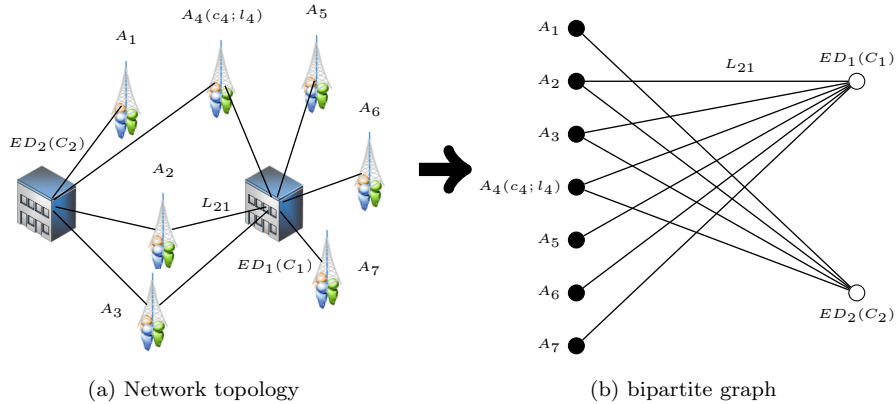 A₁
A₄(c₄; l₄)
A₅
A₆
ED₂(C₂)
A₂
L₂₁
ED₁(C₁)
A₇
A₃
(a) Network topology
A₁
A₂
A₃
A₄(c₄; l₄)
A₅
A₆
A₇
L₂₁
ED₁(C₁)
ED₂(C₂)
(b) bipartite graph